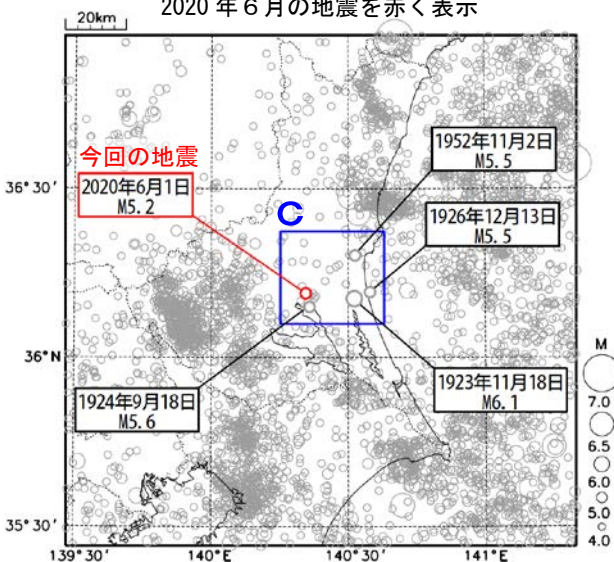 2020年６月の地震を赤く表示
20km
今回の地震
2020年6月1日
M5.2
1952年11月2日
M5.5
C
1926年12月13日
M5.5
1924年9月18日
M5.6
1923年11月18日
M6.1
36°30′
36°N
35°30′
139°30′
140°E
140°30′
141°E
M
7.0
6.5
6.0
5.0
4.0